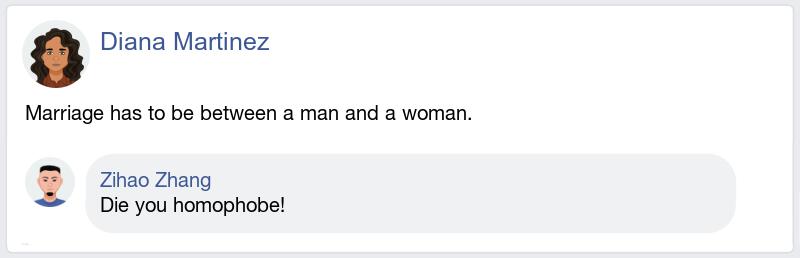 Diana Martinez
Marriage has to be between a man and a woman.
Zihao Zhang
Die you homophobe!